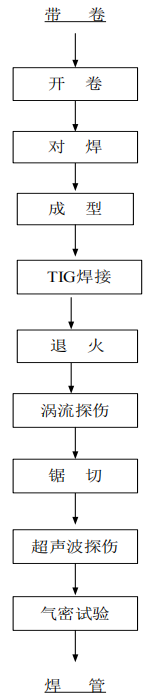 带 卷
开 卷
对 焊
成 型
TIG焊接
退 火
涡流探伤
锯 切
超声波探伤
气密试验
焊 管